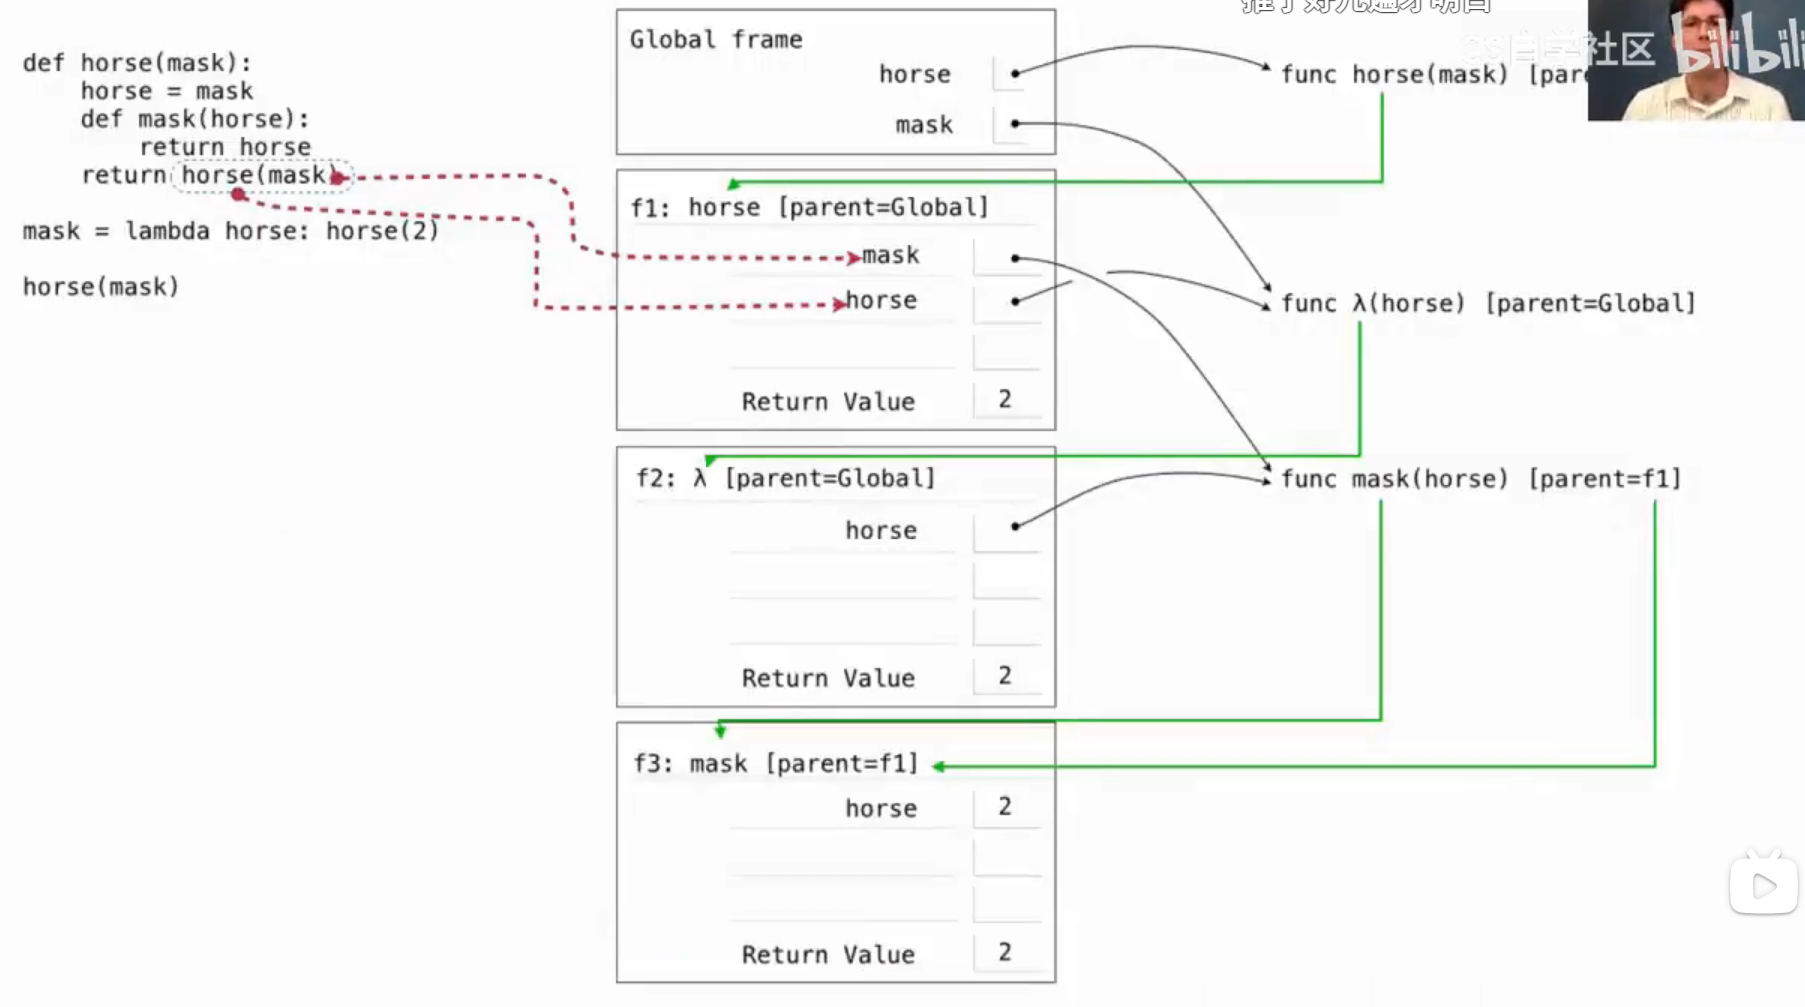 def horse(mask):
horse = mask
def mask(horse):
return horse
return horse(mask)
mask = lambda horse: horse(2)
horse(mask)
Global frame
horse
mask
f1: horse [parent=Global]
mask
horse
Return Value 2
f2: λ [parent=Global]
horse
Return Value 2
f3: mask [parent=f1]
horse 2
Return Value 2
func horse(mask)
func λ(horse) [parent=Global]
func mask(horse) [parent=f1]
CS自学社区 bilibili